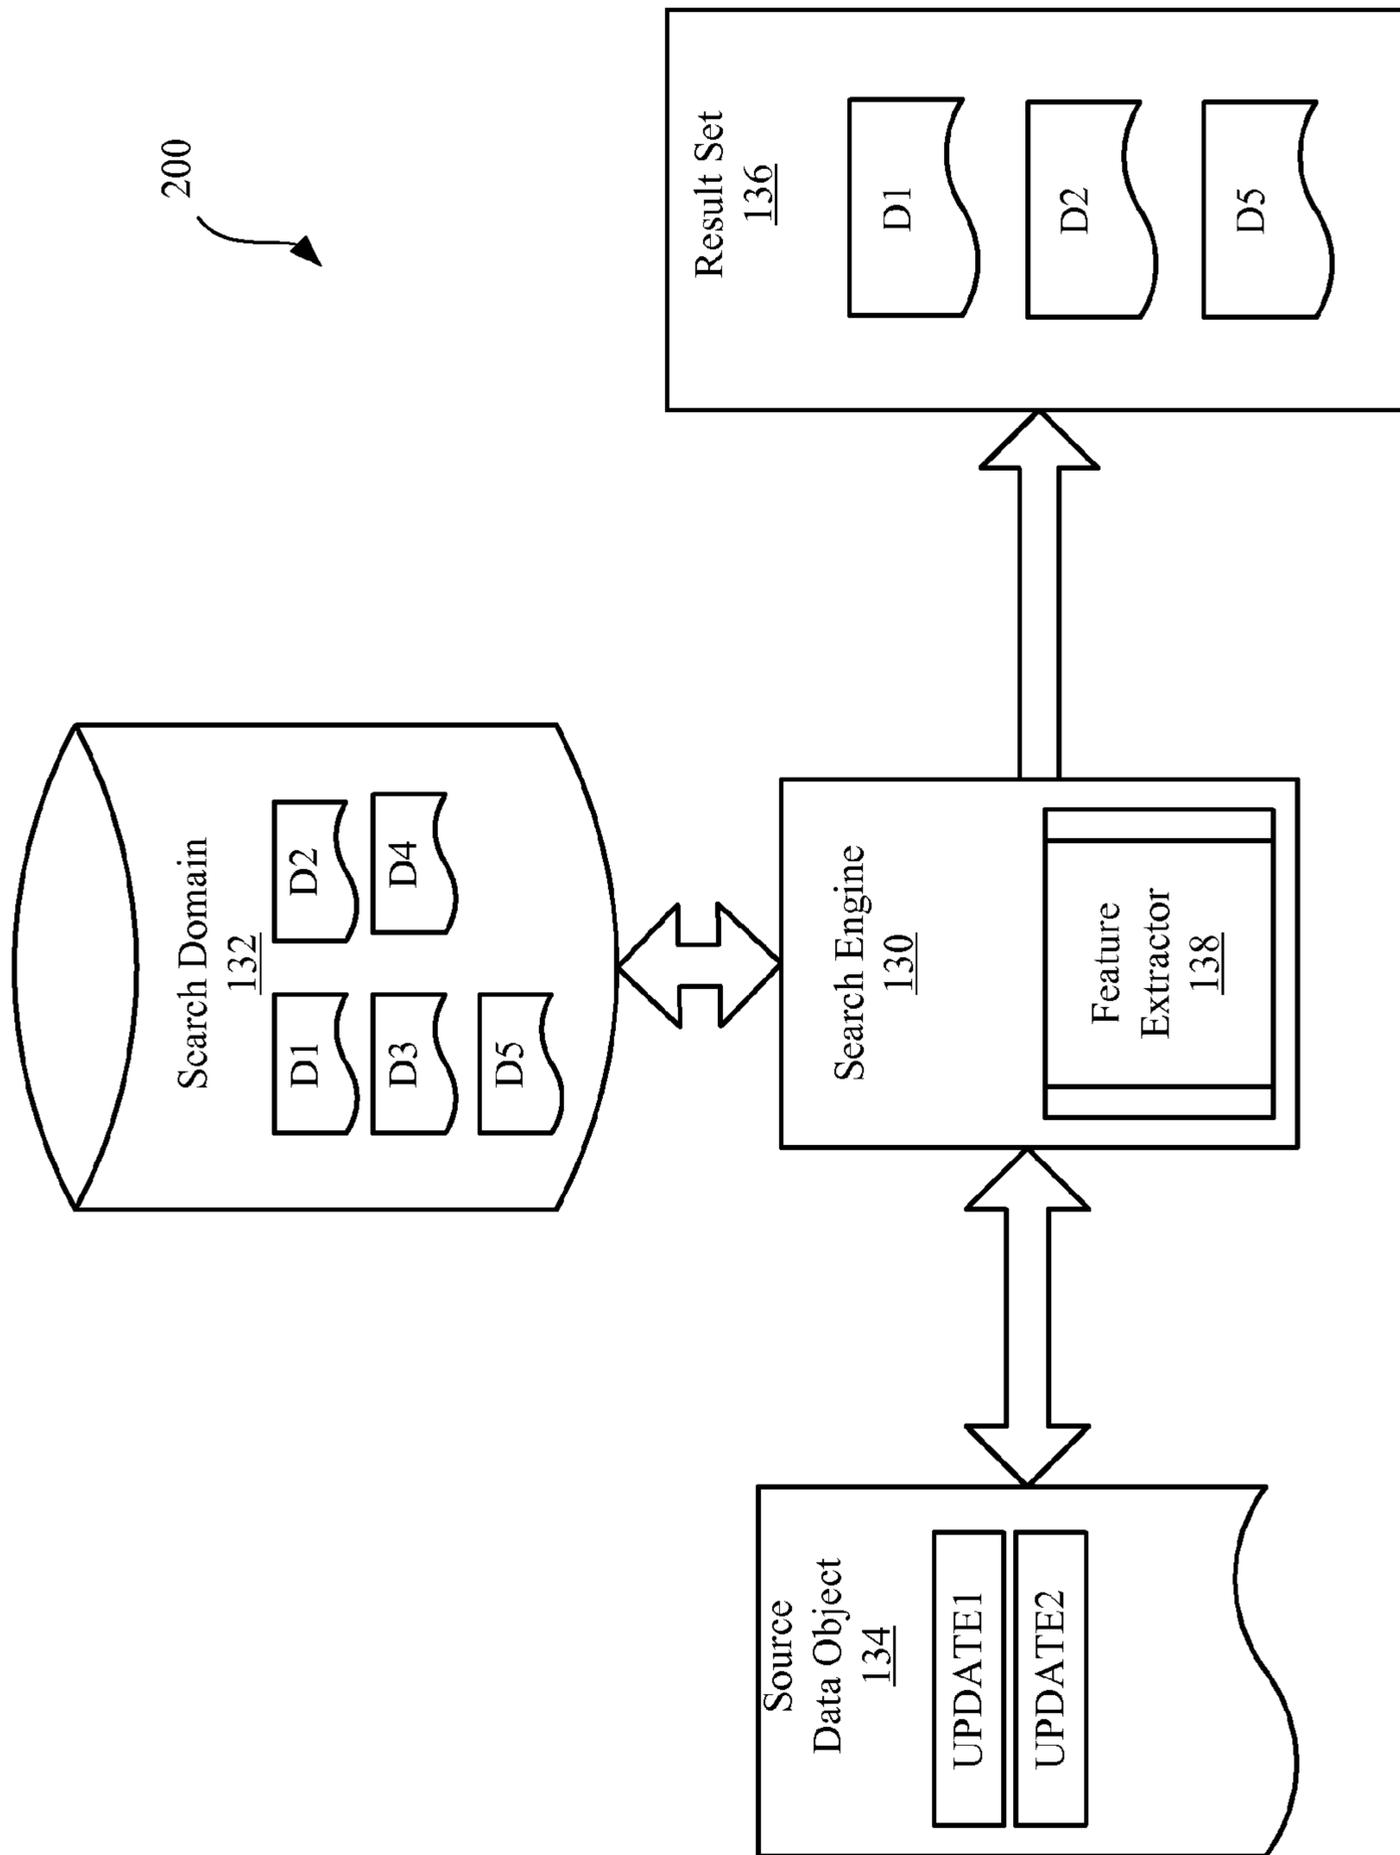 200
Search Domain
132
D1
D2
D3
D4
D5
Source
Data Object
134
UPDATE1
UPDATE2
Search Engine
130
Feature
Extractor
138
Result Set
136
D1
D2
D5